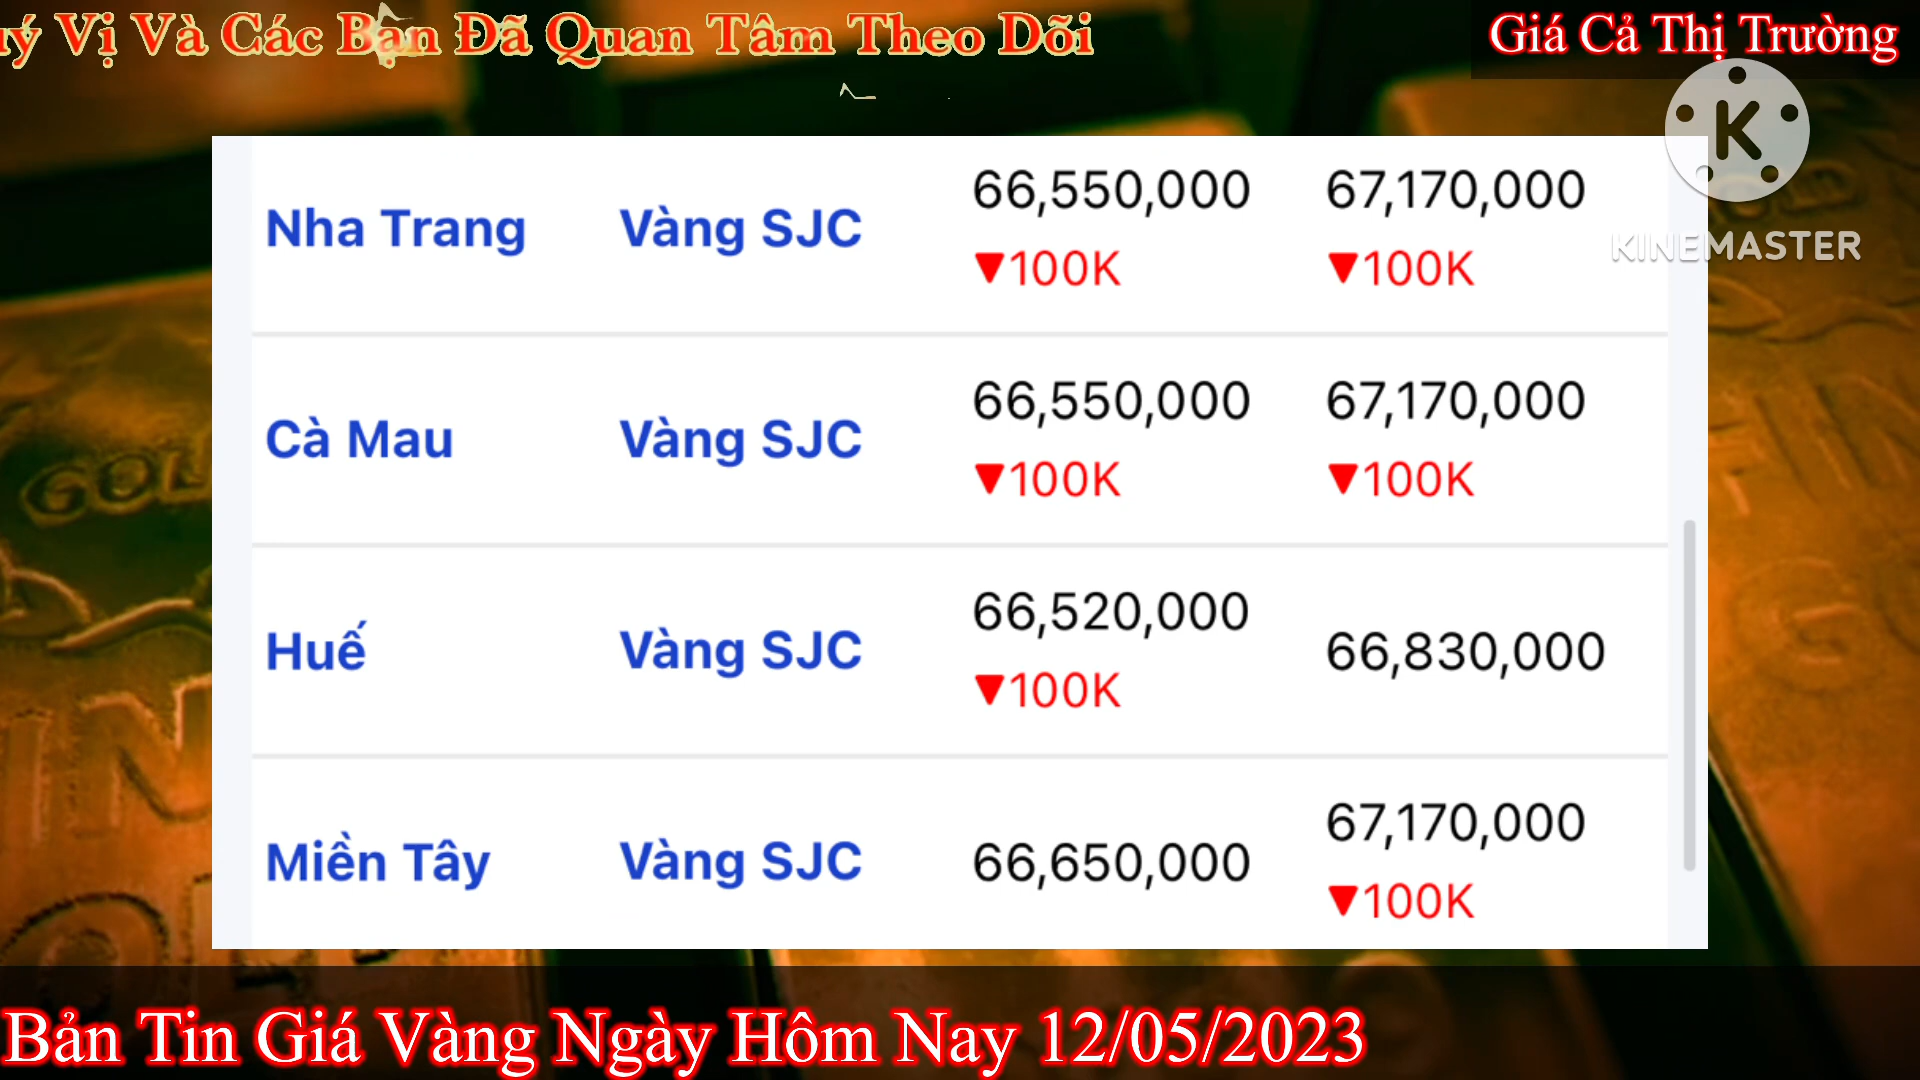 Vị Và Các Bạn Đã Quan Tâm Theo Dõi
Giá Cả Thị Trường
K
KINEMASTER
Nha Trang Vàng SJC 66,550,000 67,170,000
▼100K ▼100K
Cà Mau Vàng SJC 66,550,000 67,170,000
▼100K ▼100K
Huế Vàng SJC 66,520,000 66,830,000
▼100K
Miền Tây Vàng SJC 66,650,000 67,170,000
▼100K
Bản Tin Giá Vàng Ngày Hôm Nay 12/05/2023